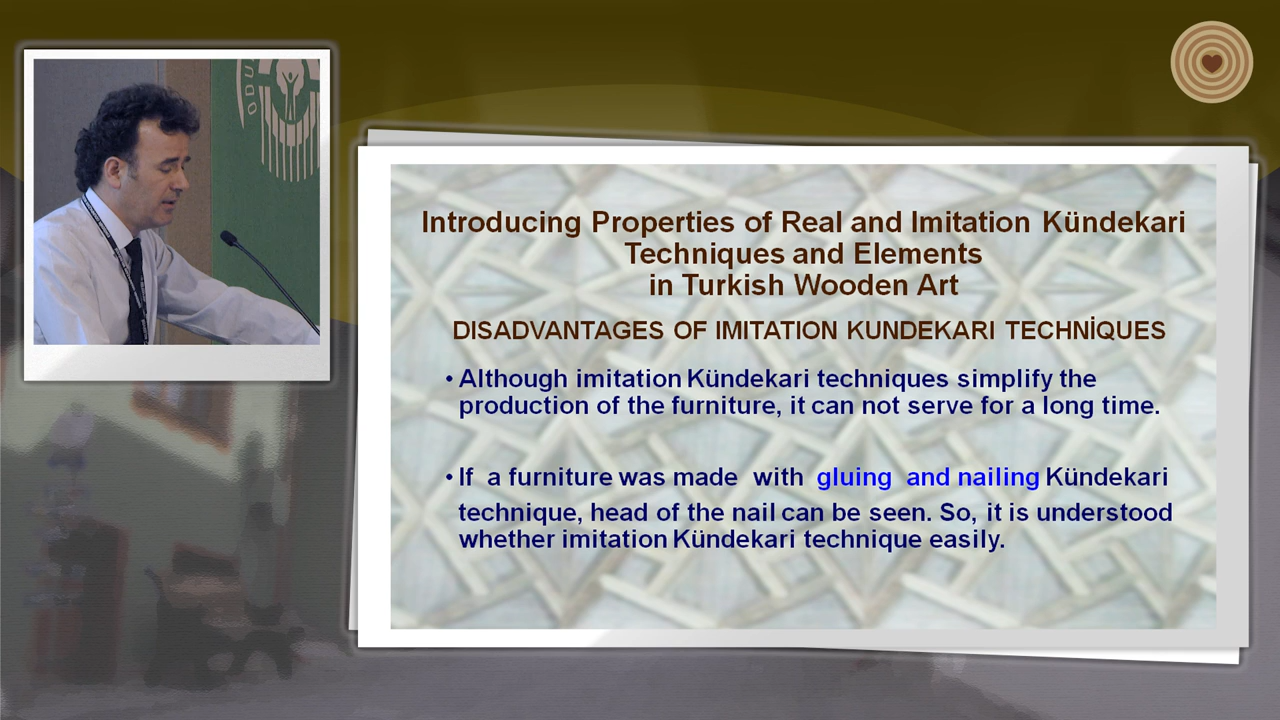 ODU
Introducing Properties of Real and Imitation Kündekari
Techniques and Elements
in Turkish Wooden Art
DISADVANTAGES OF IMITATION KUNDEKARI TECHNİQUES
• Although imitation Kündekari techniques simplify the
production of the furniture, it can not serve for a long time.
• If a furniture was made with gluing and nailing Kündekari
technique, head of the nail can be seen. So, it is understood
whether imitation Kündekari technique easily.